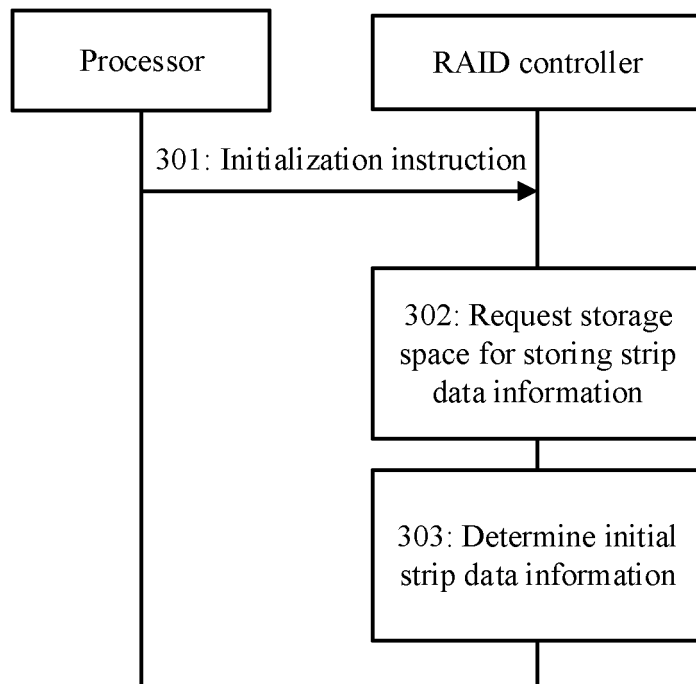 Processor
RAID controller
301: Initialization instruction
302: Request storage
space for storing strip
data information
303: Determine initial
strip data information